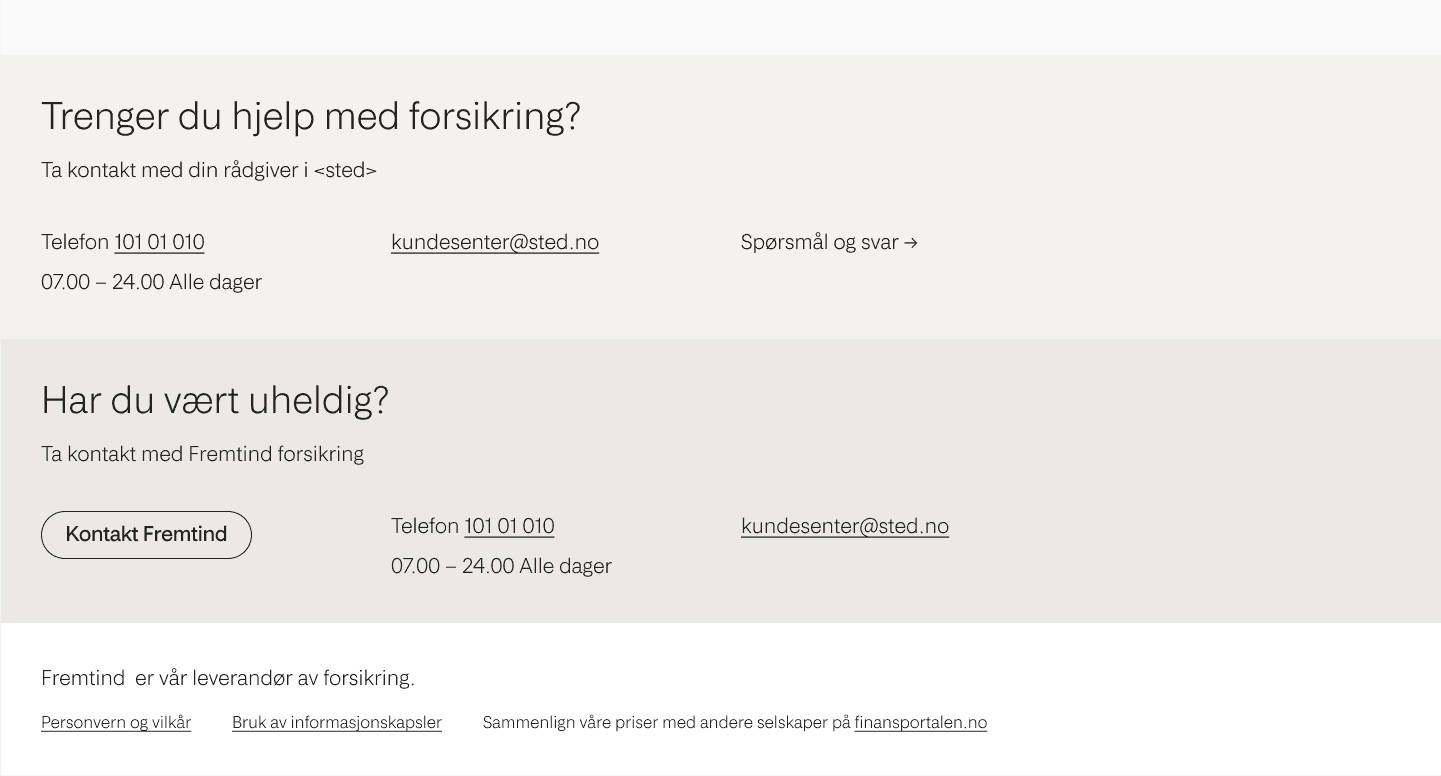 Trenger du hjelp med forsikring?
Ta kontakt med din rådgiver i <sted>
Telefon 101 01 010
07.00 – 24.00 Alle dager
kundesenter@sted.no
Spørsmål og svar →
Har du vært uheldig?
Ta kontakt med Fremtind forsikring
Kontakt Fremtind
Telefon 101 01 010
07.00 – 24.00 Alle dager
kundesenter@sted.no
Fremtind  er vår leverandør av forsikring.
Personvern og vilkår
Bruk av informasjonskapsler
Sammenlign våre priser med andre selskaper på finansportalen.no